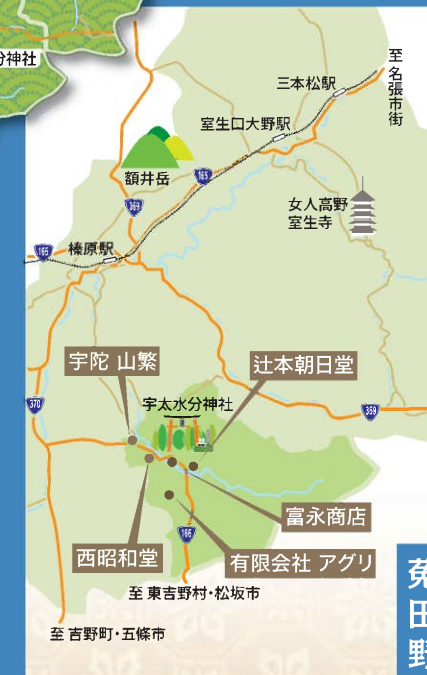 分神社
至 名張市街
三本松駅
室生口大野駅
額井岳
165
369
女人高野
室生寺
165
榛原駅
宇陀 山繁
辻本朝日堂
宇太水分神社
370
369
富永商店
西昭和堂
有限会社 アグリ
166
至 東吉野村・松坂市
至 吉野町・五條市
菟田野